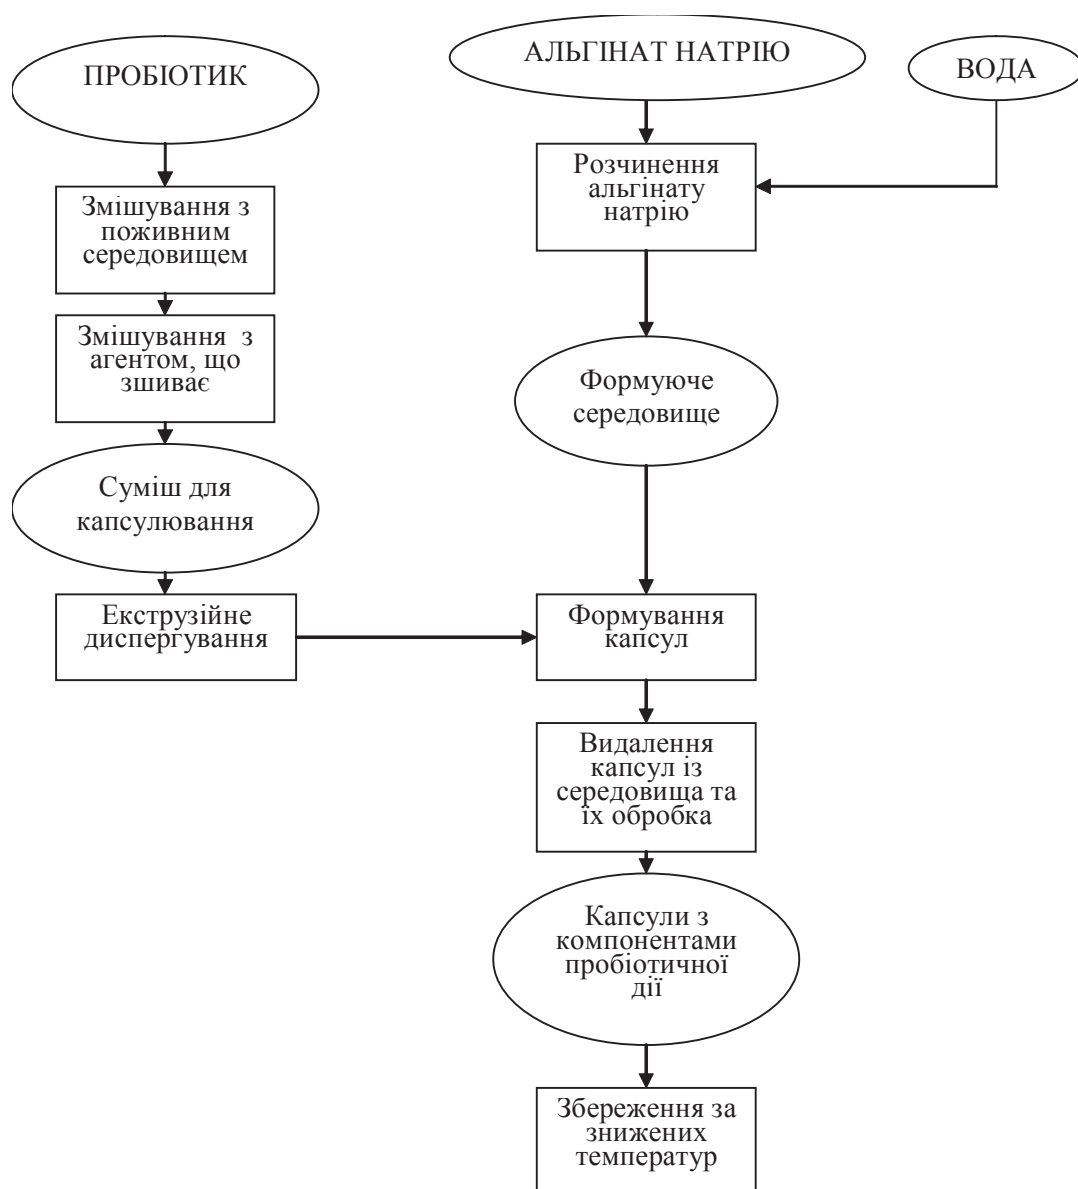 ПРОБІОТИК
АЛЬГІНАТ НАТРІЮ
ВОДА
Змішування з
поживним
середовищем
Розчинення
альгінату
натрію
Змішування з
агентом, що
зшиває
Формуюче
середовище
Суміш для
капсулювання
Екструзійне
диспергування
Формування
капсул
Видалення
капсул із
середовища та
їх обробка
Капсули з
компонентами
пробіотичної
дії
Збереження за
знижених
температур